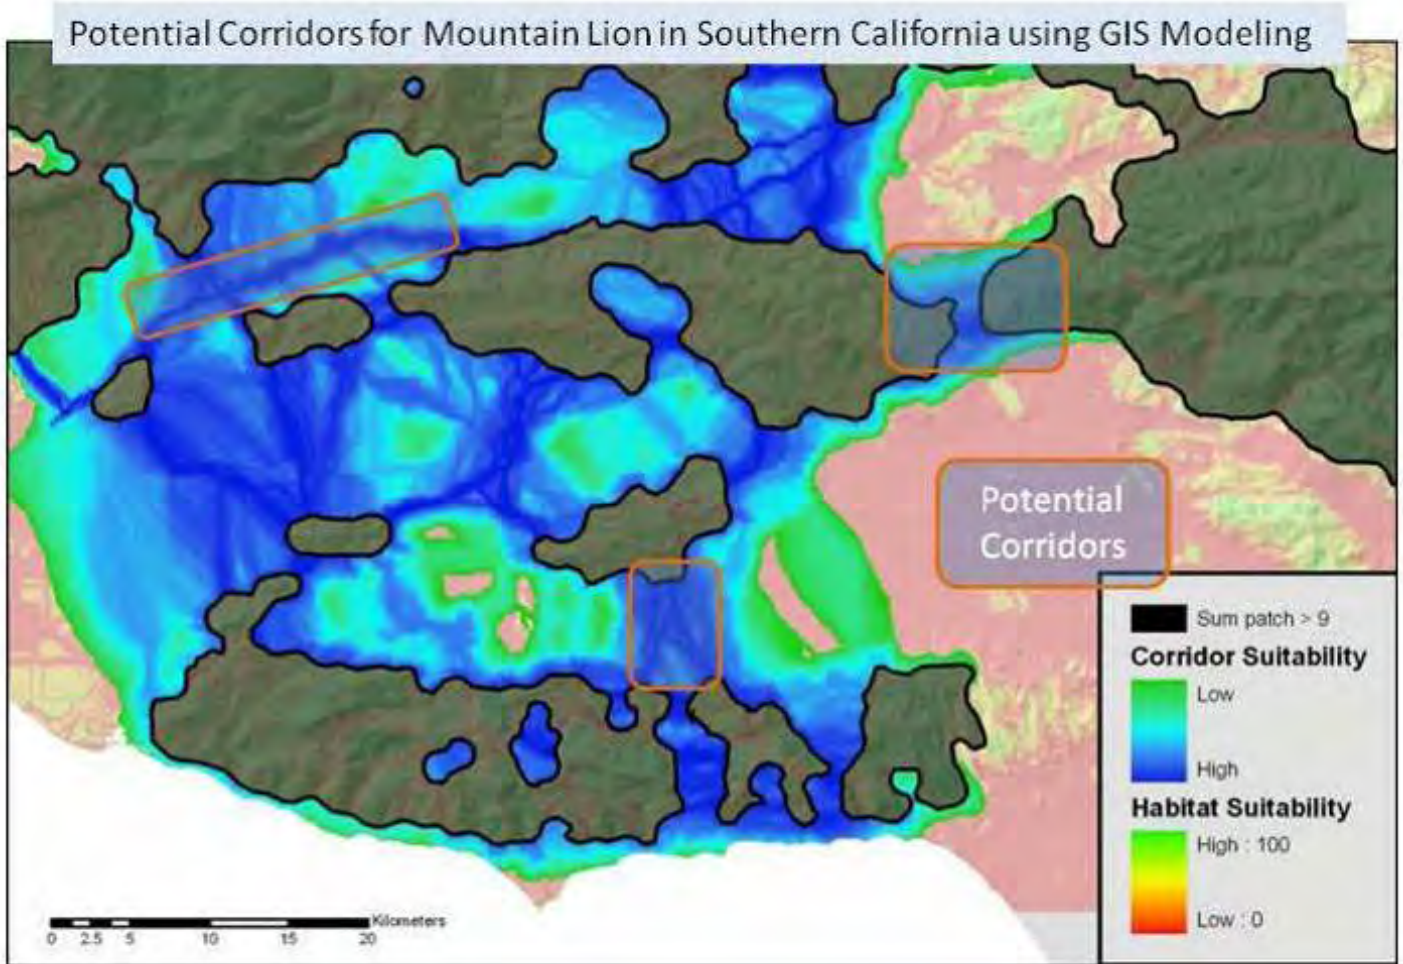 Potential Corridors for Mountain Lion in Southern California using GIS Modeling
Potential
Corridors
Sum patch > 9
Corridor Suitability
Low
High
Habitat Suitability
High : 100
Low : 0
Kilometers
0 2.5 5 10 15 20